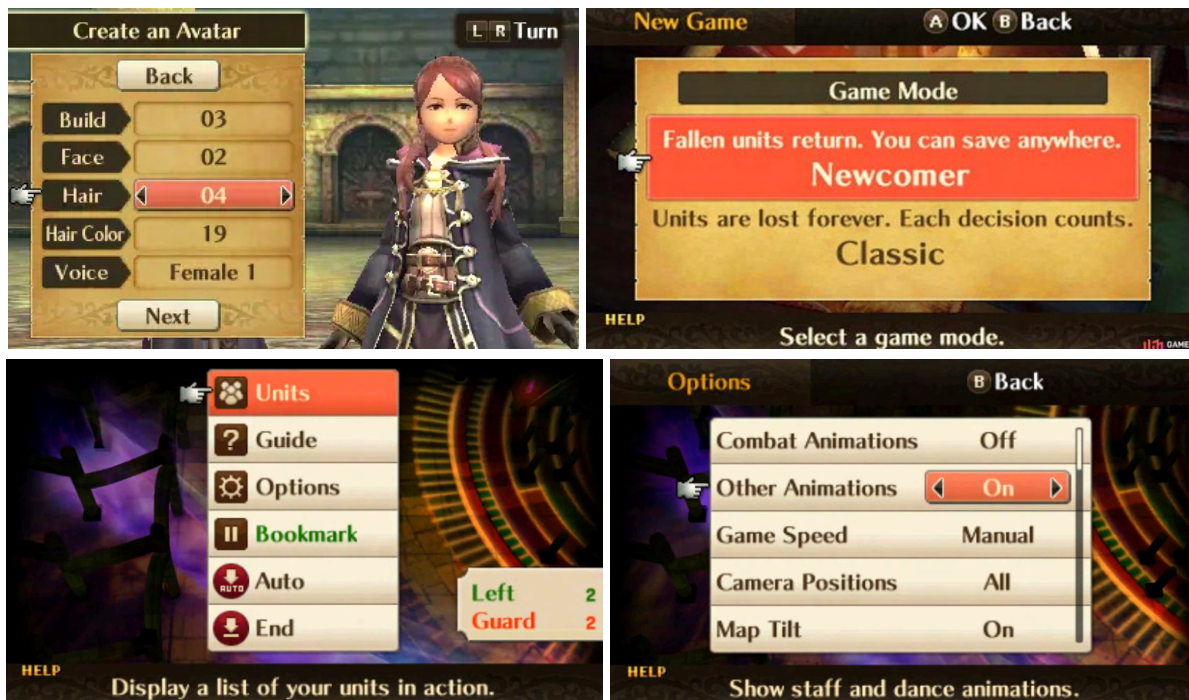 Create an Avatar
L R Turn
Back
Build 03
Face 02
Hair 04
Hair Color 19
Voice Female 1
Next
New Game
A OK B Back
Game Mode
Fallen units return. You can save anywhere.
Newcomer
Units are lost forever. Each decision counts.
Classic
HELP
Select a game mode.
GAME
Units
? Guide
Options
Bookmark
AUTO Auto
End
Left 2
Guard 2
HELP
Display a list of your units in action.
Options
B Back
Combat Animations Off
Other Animations On
Game Speed Manual
Camera Positions All
Map Tilt On
HELP
Show staff and dance animations.